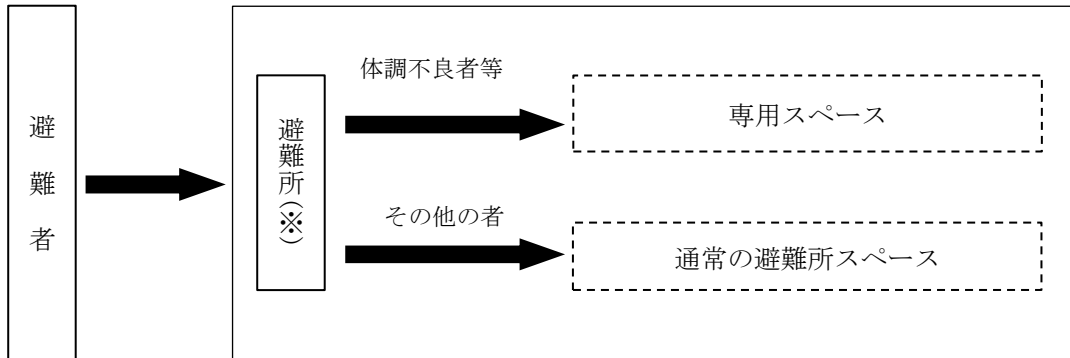 避難者
避難所(※)
体調不良者等
専用スペース
その他の者
通常の避難所スペース